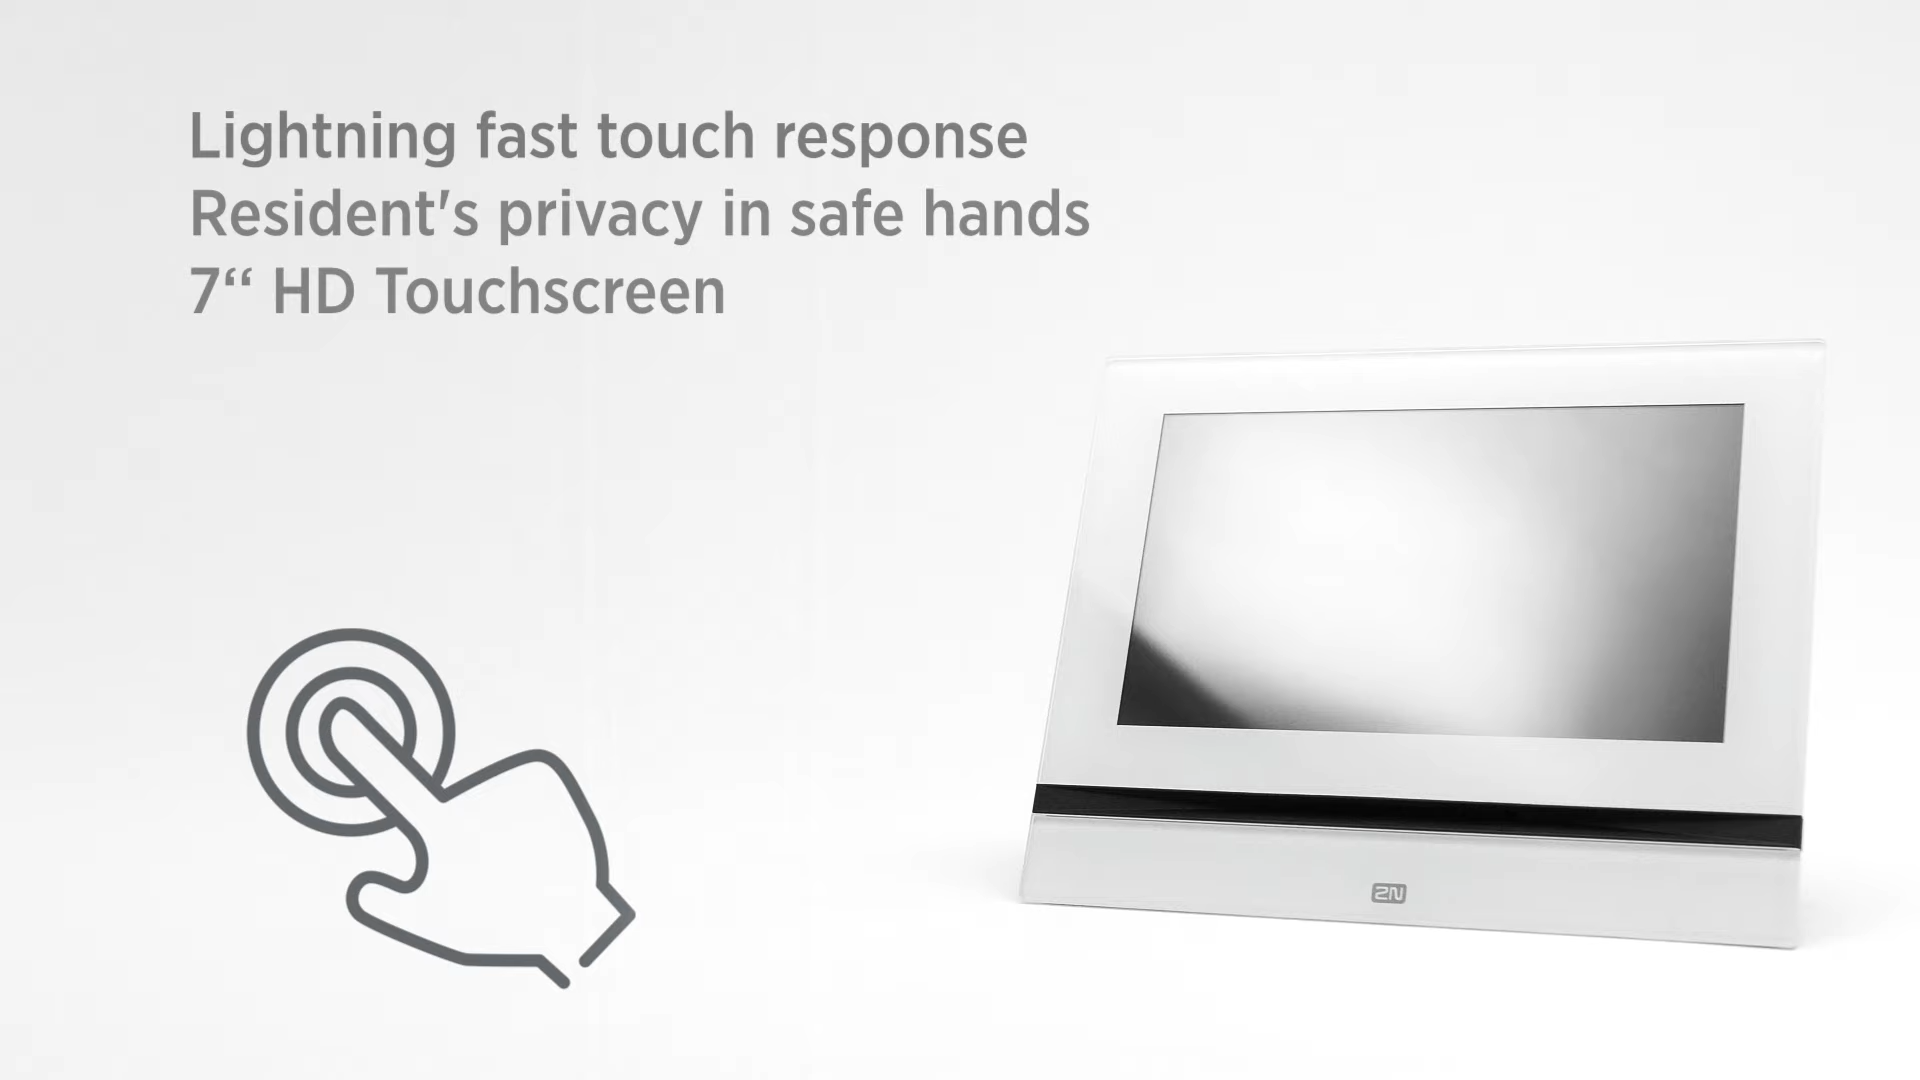 Lightning fast touch response
Resident's privacy in safe hands
7“ HD Touchscreen
2N